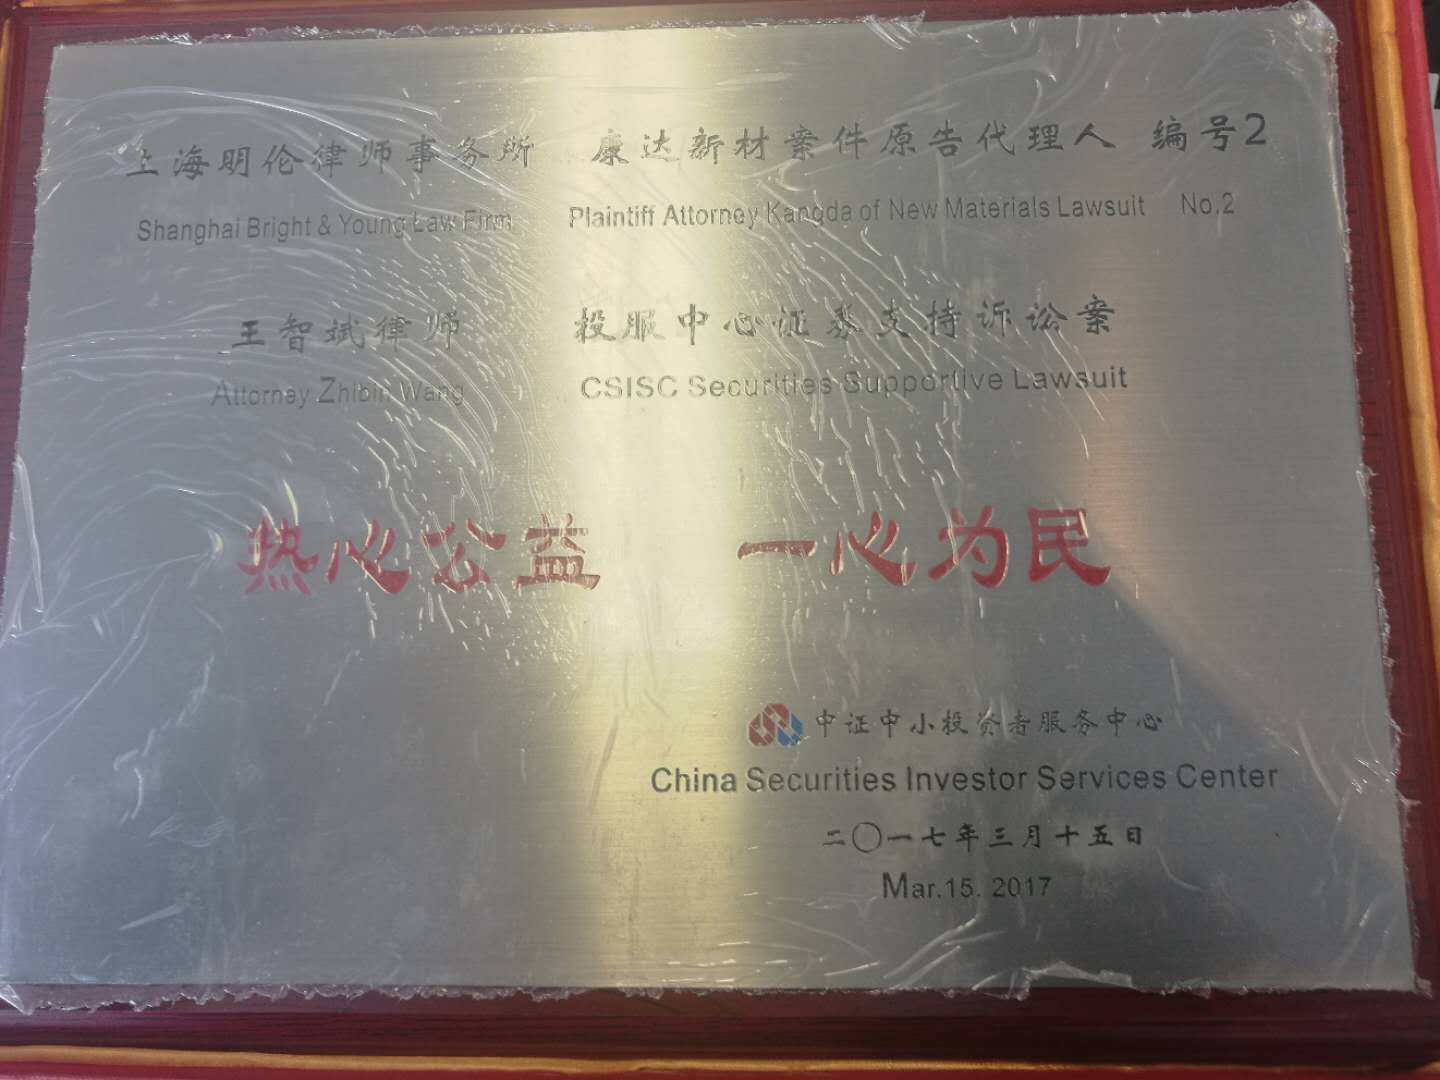 上海明伦律师事务所 康达新材案件原告代理人 编号2
Shanghai Bright & Young Law Firm Plaintiff Attorney Kangda of New Materials Lawsuit No.2
王智斌律师 投服中心证券支持诉讼案
Attorney Zhibin Wang CSISC Securities Supportive Lawsuit
热心公益 一心为民
中证中小投资者服务中心
China Securities Investor Services Center
二〇一七年三月十五日
Mar.15. 2017